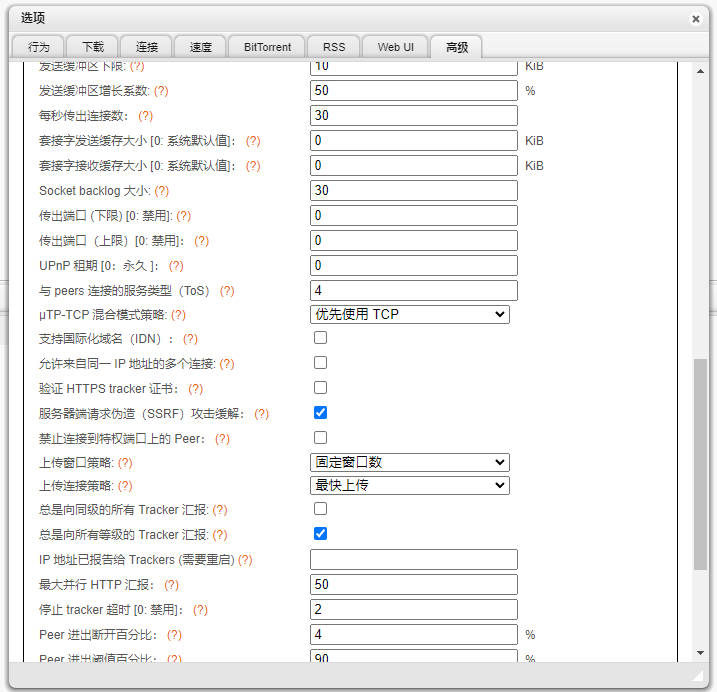 选项
行为 下载 连接 速度 BitTorrent RSS Web UI 高级
发送缓冲区下限: (?) 10 KiB
发送缓冲区增长系数: (?) 50 %
每秒传出连接数： (?) 30
套接字发送缓存大小 [0: 系统默认值]： (?) 0 KiB
套接字接收缓存大小 [0: 系统默认值]： (?) 0 KiB
Socket backlog 大小: (?) 30
传出端口 (下限) [0: 禁用]: (?) 0
传出端口（上限）[0: 禁用]： (?) 0
UPnP 租期 [0：永久 ]： (?) 0
与 peers 连接的服务类型（ToS） (?) 4
μTP-TCP 混合模式策略: (?) 优先使用 TCP
支持国际化域名（IDN）： (?)
允许来自同一 IP 地址的多个连接: (?)
验证 HTTPS tracker 证书： (?)
服务器端请求伪造（SSRF）攻击缓解： (?)
禁止连接到特权端口上的 Peer： (?)
上传窗口策略: (?) 固定窗口数
上传连接策略: (?) 最快上传
总是向同级的所有 Tracker 汇报: (?)
总是向所有等级的 Tracker 汇报: (?)
IP 地址已报告给 Trackers (需要重启) (?)
最大并行 HTTP 汇报： (?) 50
停止 tracker 超时 [0: 禁用]： (?) 2
Peer 进出断开百分比： (?) 4 %
Peer 进出阈值百分比： (?) 90 %